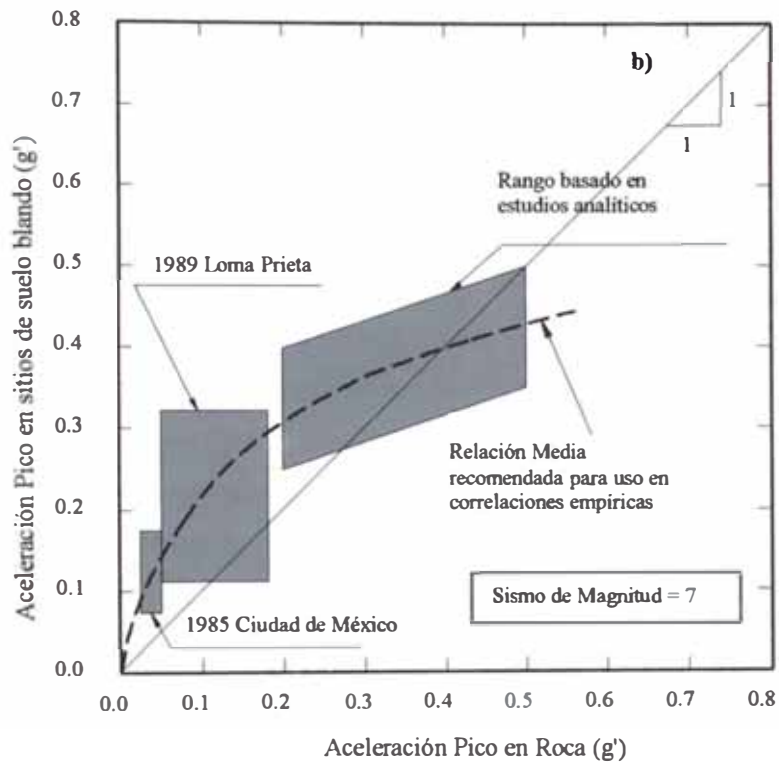 b)
1
1
Rango basado en
estudios analíticos
1989 Loma Prieta
Relación Media
recomendada para uso en
correlaciones empíricas
Sismo de Magnitud = 7
1985 Ciudad de México
Aceleración Pico en sitios de suelo blando (g')
0.8
0.7
0.6
0.5
0.4
0.3
0.2
0.1
0.0
0.0 0.1 0.2 0.3 0.4 0.5 0.6 0.7 0.8
Aceleración Pico en Roca (g')